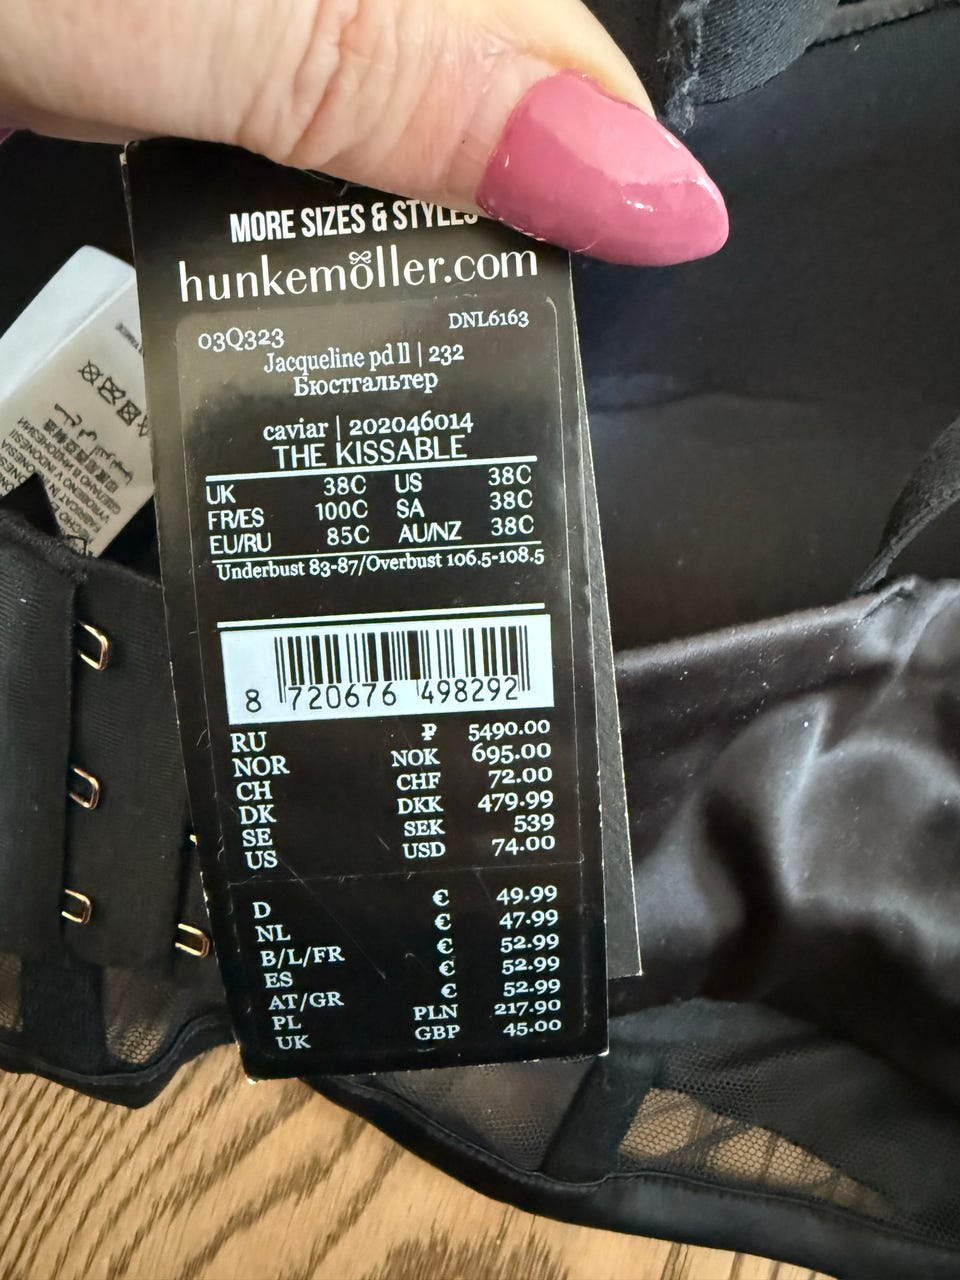 MORE SIZES & STYLES
hunkemöller.com
03Q323 DNL6163
Jacqueline pd ll | 232
Бюстгальтер
caviar | 202046014
THE KISSABLE
UK 38C US 38C
FR/ES 100C SA 38C
EU/RU 85C AU/NZ 38C
Underbust 83-87/Overbust 106.5-108.5
8 720676 498292
RU ₽ 5490.00
NOR NOK 695.00
CH CHF 72.00
DK DKK 479.99
SE SEK 539
US USD 74.00
D € 49.99
NL € 47.99
B/L/FR € 52.99
ES € 52.99
AT/GR € 52.99
PL PLN 217.90
UK GBP 45.00